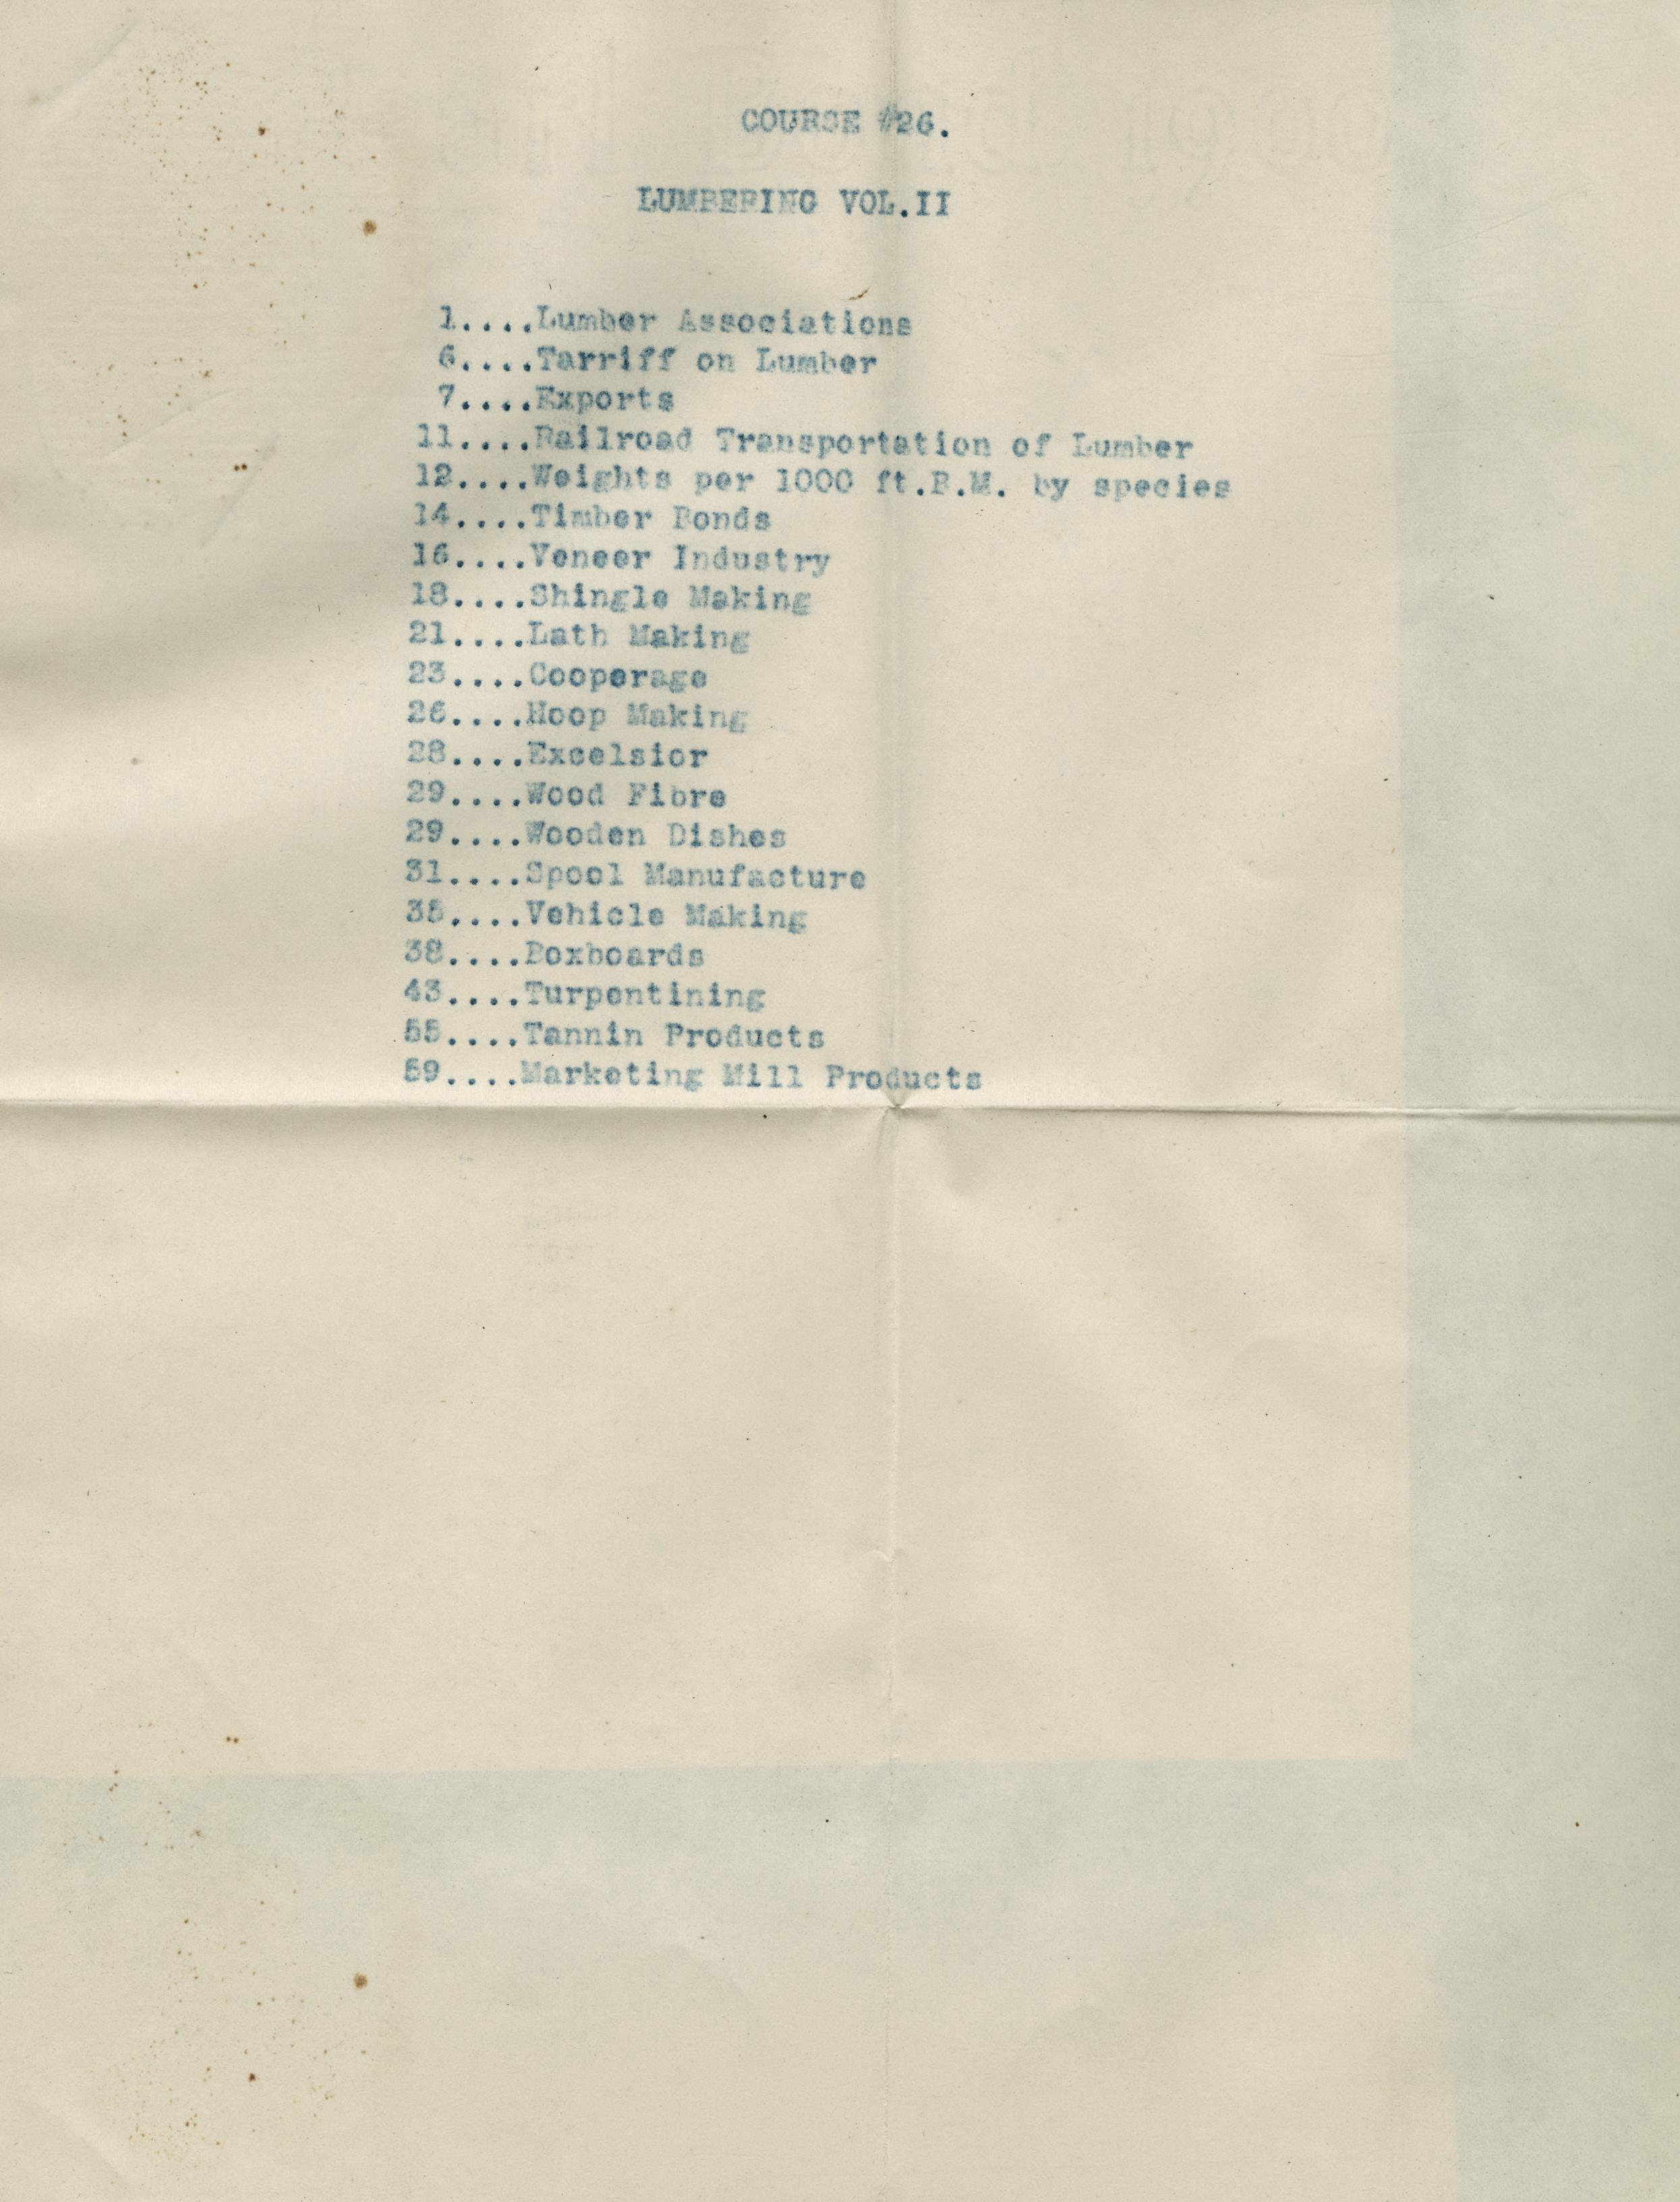 COURSE #26.
LUMBERING VOL.II
1....Lumber Associations
6....Tarriff on Lumber
7....Exports
11....Railroad Transportation of Lumber
12....Weights per 1000 ft.B.M. by species
14....Timber Bonds
16....Veneer Industry
18....Shingle Making
21....Lath Making
23....Cooperage
26....Hoop Making
28....Excelsior
29....Wood Fibre
29....Wooden Dishes
31....Spool Manufacture
35....Vehicle Making
38....Boxboards
43....Turpentining
55....Tannin Products
59....Marketing Mill Products